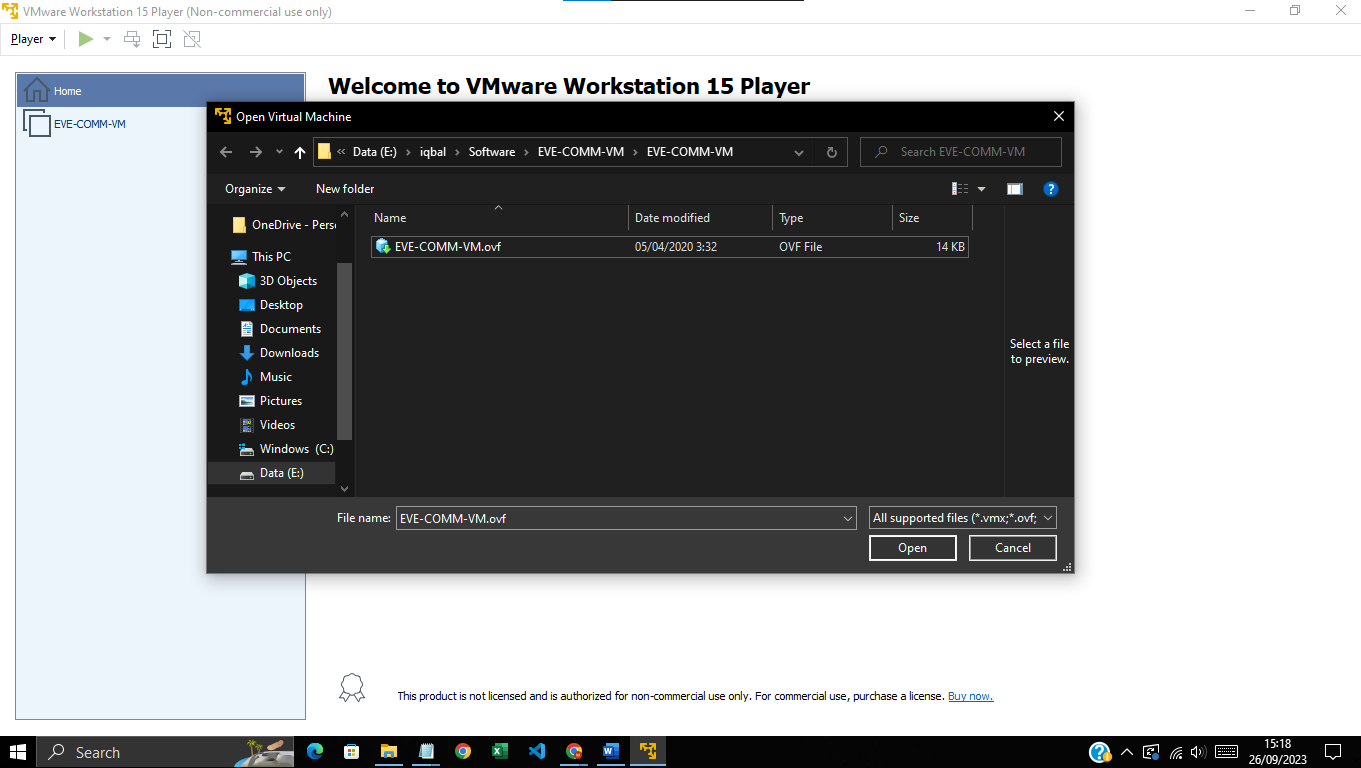 VMware Workstation 15 Player (Non-commercial use only)
Player
Home
EVE-COMM-VM
Welcome to VMware Workstation 15 Player
Open Virtual Machine
« Data (E:) › iqbal › Software › EVE-COMM-VM › EVE-COMM-VM
Search EVE-COMM-VM
Organize
New folder
OneDrive - Pers
This PC
3D Objects
Desktop
Documents
Downloads
Music
Pictures
Videos
Windows (C:)
Data (E:)
Name Date modified Type Size
EVE-COMM-VM.ovf 05/04/2020 3:32 OVF File 14 KB
Select a file
to preview.
File name: EVE-COMM-VM.ovf
All supported files (*.vmx;*.ovf;
Open Cancel
This product is not licensed and is authorized for non-commercial use only. For commercial use, purchase a license. Buy now.
Search
15:18
26/09/2023